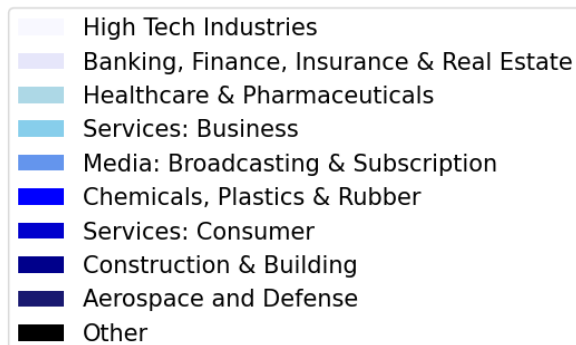 High Tech Industries
Banking, Finance, Insurance & Real Estate
Healthcare & Pharmaceuticals
Services: Business
Media: Broadcasting & Subscription
Chemicals, Plastics & Rubber
Services: Consumer
Construction & Building
Aerospace and Defense
Other